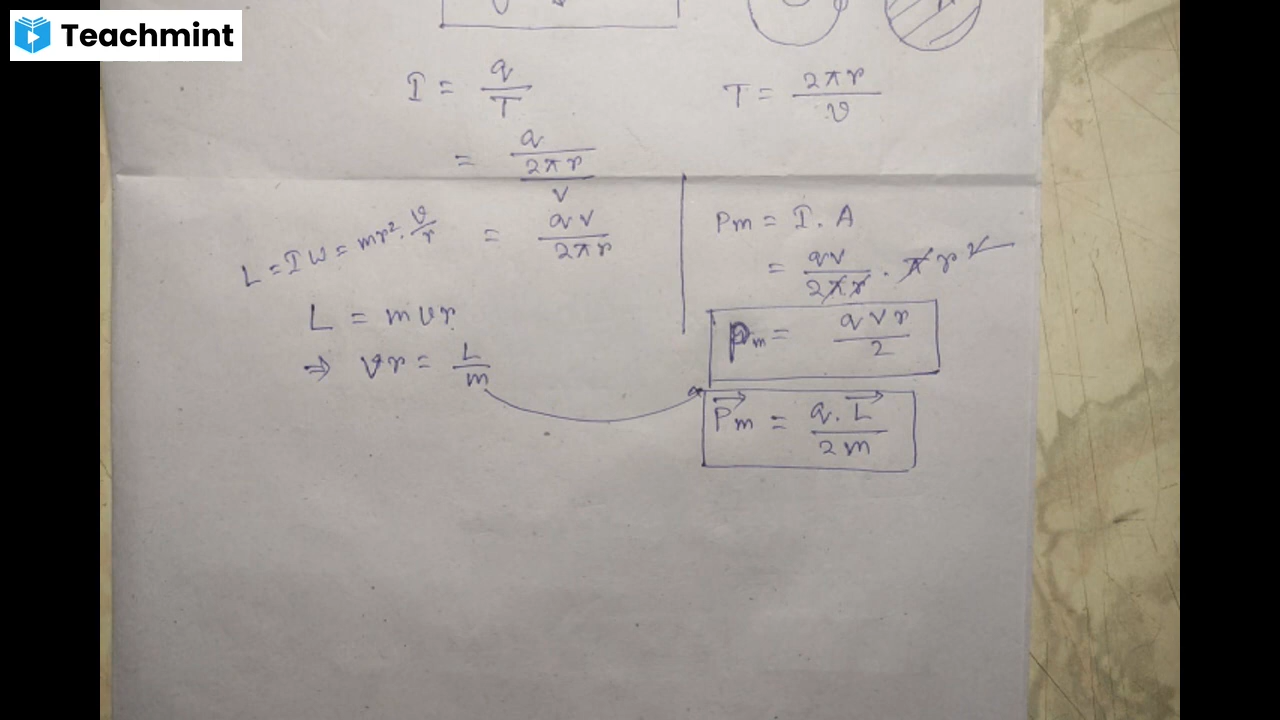 Teachmint
I = q/T
T = 2πr/v
= q/(2πr/v)
L = Iω = mr². v/r
= qv/2πr
L = mvr
⇒ vr = L/m
Pm = I. A
= qv/2πr . πr²
Pm = qvr/2
P⃗m = q. L⃗/2m